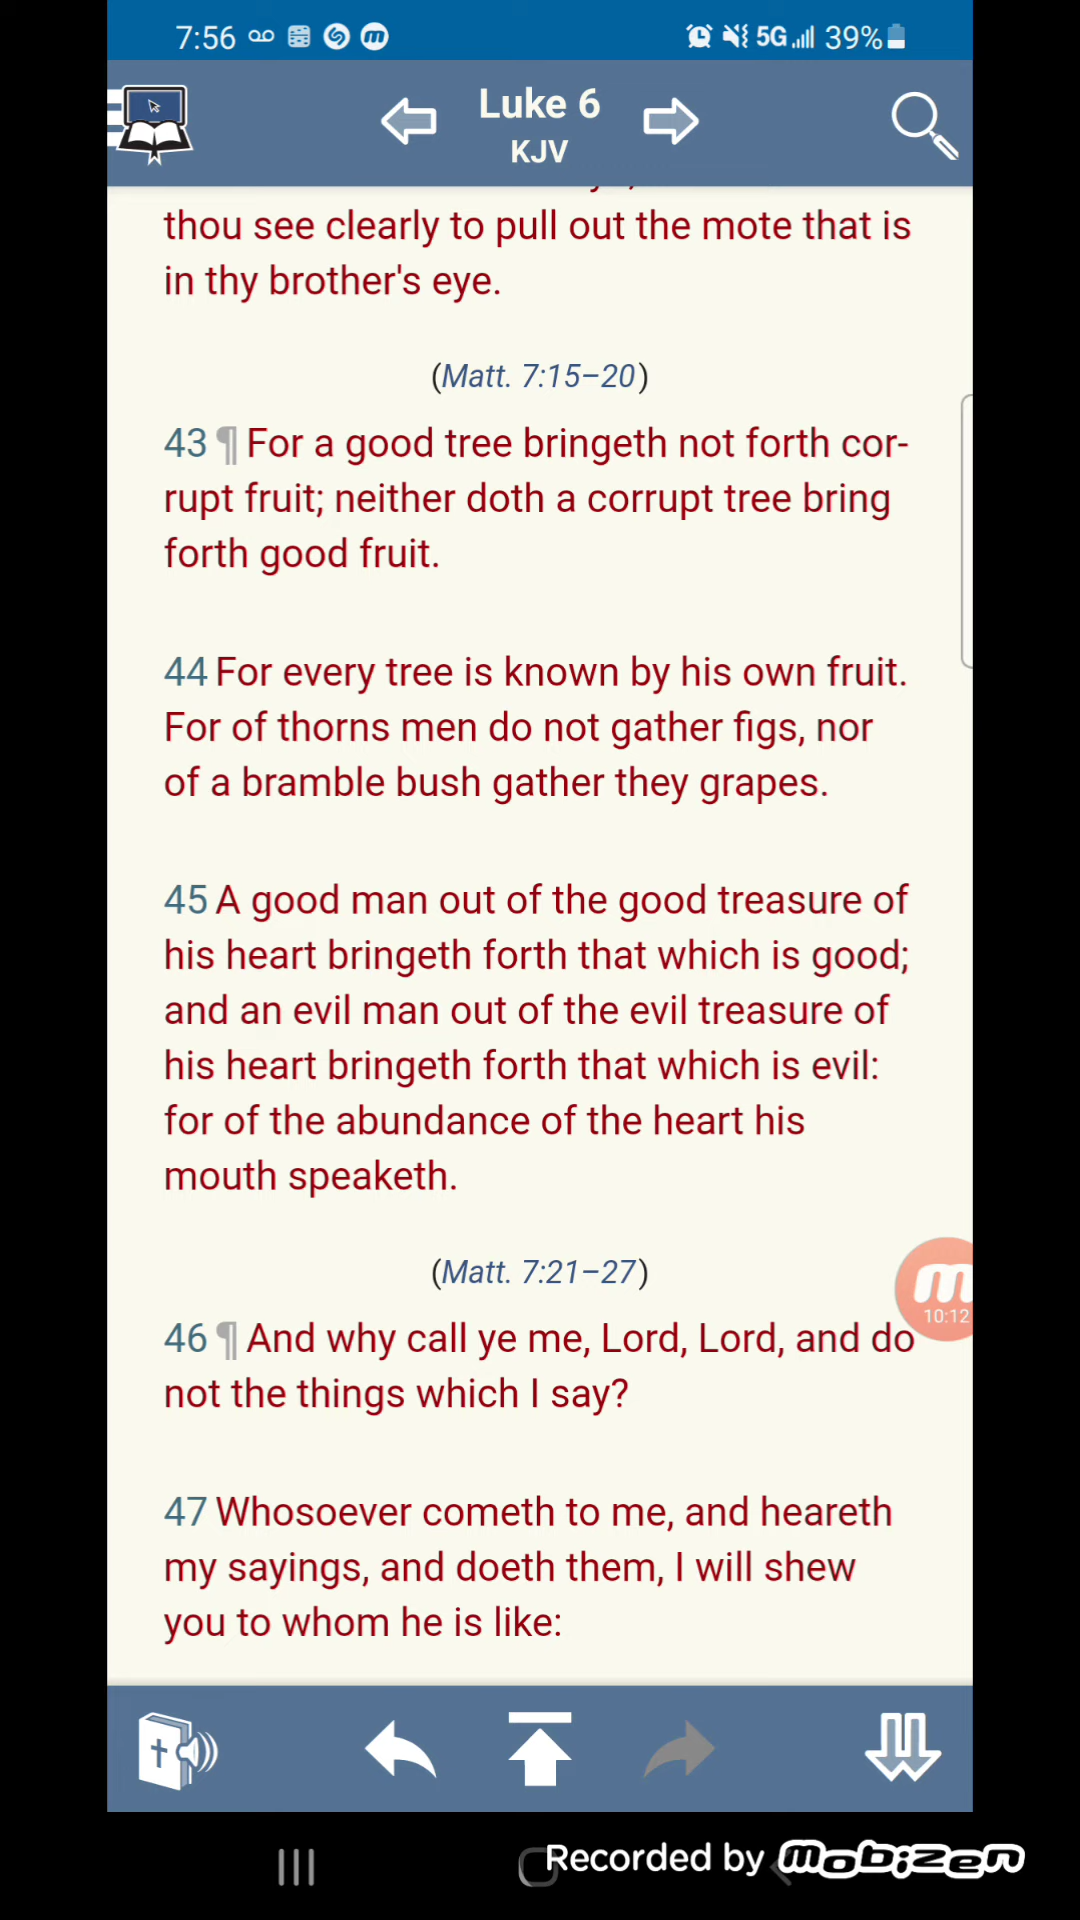 7:56
5G 39%
Luke 6
KJV
thou see clearly to pull out the mote that is
in thy brother's eye.
(Matt. 7:15–20)
43 ¶ For a good tree bringeth not forth cor-
rupt fruit; neither doth a corrupt tree bring
forth good fruit.
44 For every tree is known by his own fruit.
For of thorns men do not gather figs, nor
of a bramble bush gather they grapes.
45 A good man out of the good treasure of
his heart bringeth forth that which is good;
and an evil man out of the evil treasure of
his heart bringeth forth that which is evil:
for of the abundance of the heart his
mouth speaketh.
(Matt. 7:21–27)
m
10:12
46 ¶ And why call ye me, Lord, Lord, and do
not the things which I say?
47 Whosoever cometh to me, and heareth
my sayings, and doeth them, I will shew
you to whom he is like:
Recorded by mobizen